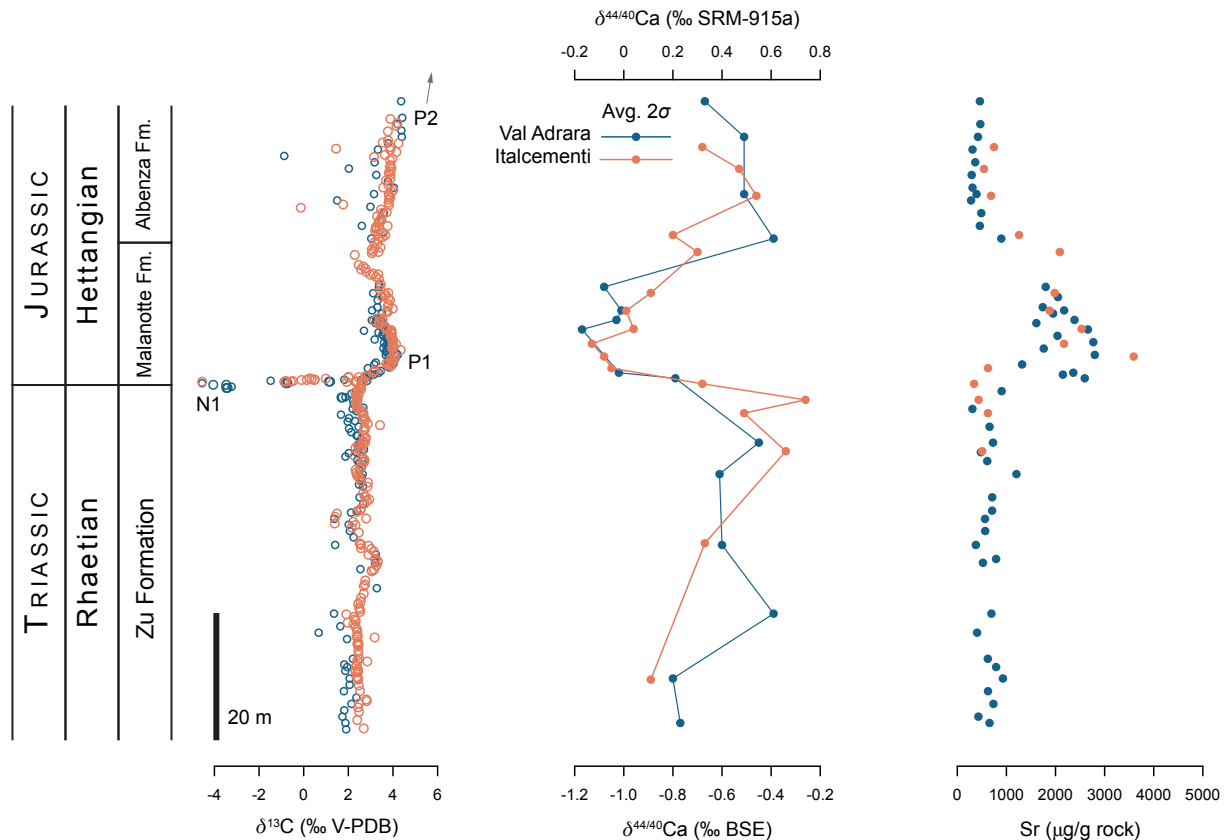 δ44/40Ca (‰ SRM-915a)
-0.2 0 0.2 0.4 0.6 0.8
JURASSIC
Hettangian
Albenza Fm.
Malanotte Fm.
TRIASSIC
Rhaetian
Zu Formation
P2
P1
N1
20 m
Avg. 2σ
Val Adrara
Italcementi
-4 -2 0 2 4 6
δ13C (‰ V-PDB)
-1.2 -1.0 -0.8 -0.6 -0.4 -0.2
δ44/40Ca (‰ BSE)
0 1000 2000 3000 4000 5000
Sr (μg/g rock)